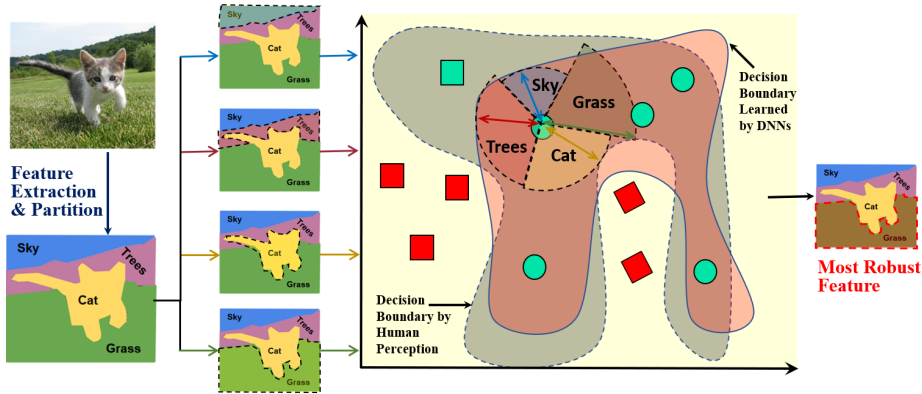 Feature
Extraction
& Partition
Sky
Trees
Cat
Grass
Sky
Trees
Cat
Grass
Sky
Trees
Cat
Grass
Sky
Trees
Cat
Grass
Sky
Trees
Cat
Grass
Sky
Grass
Trees
Cat
Decision
Boundary
Learned
by DNNs
Decision
Boundary by
Human
Perception
Sky
Trees
Cat
Grass
Most Robust
Feature